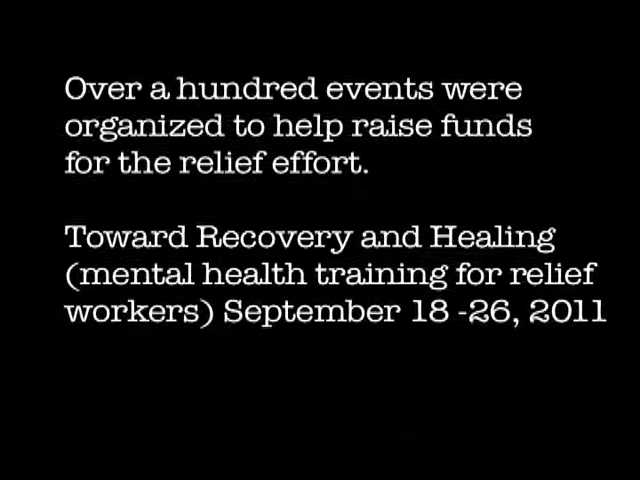 Over a hundred events were
organized to help raise funds
for the relief effort.
Toward Recovery and Healing
(mental health training for relief
workers) September 18 -26, 2011